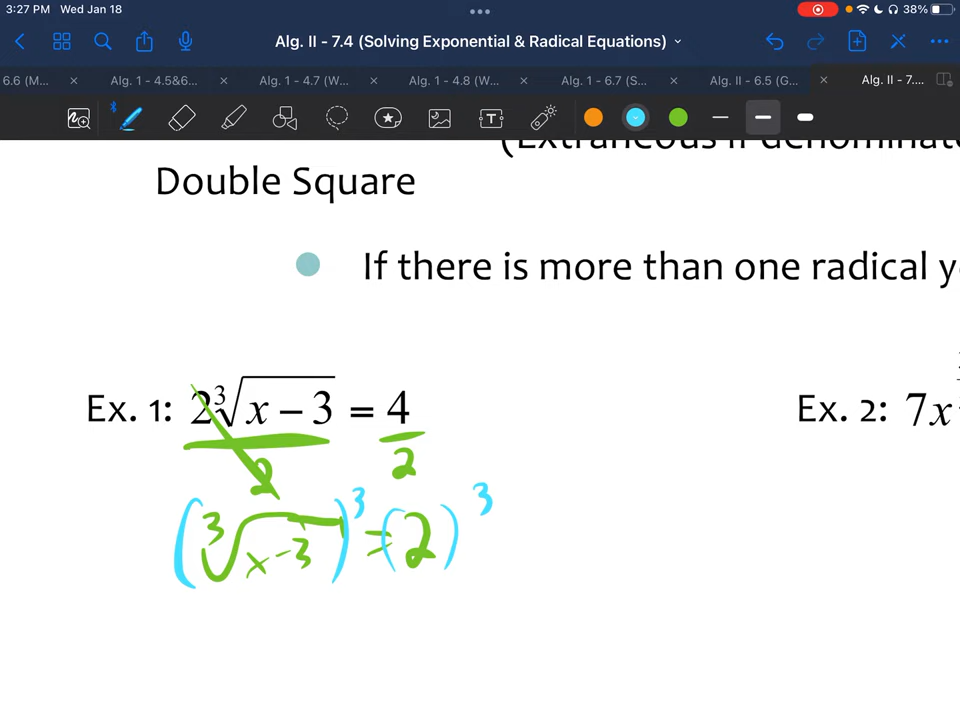 3:27 PM Wed Jan 18
38%
Alg. II - 7.4 (Solving Exponential & Radical Equations)
6.6 (M... Alg. 1 - 4.5&6... Alg. 1 - 4.7 (W... Alg. 1 - 4.8 (W... Alg. 1 - 6.7 (S... Alg. II - 6.5 (G... Alg. II - 7....
(Extraneous if denominat
Double Square
If there is more than one radical y
Ex. 1: 2∛(x − 3) = 4
Ex. 2: 7x
2 2
(∛(x-3))³ = (2)³